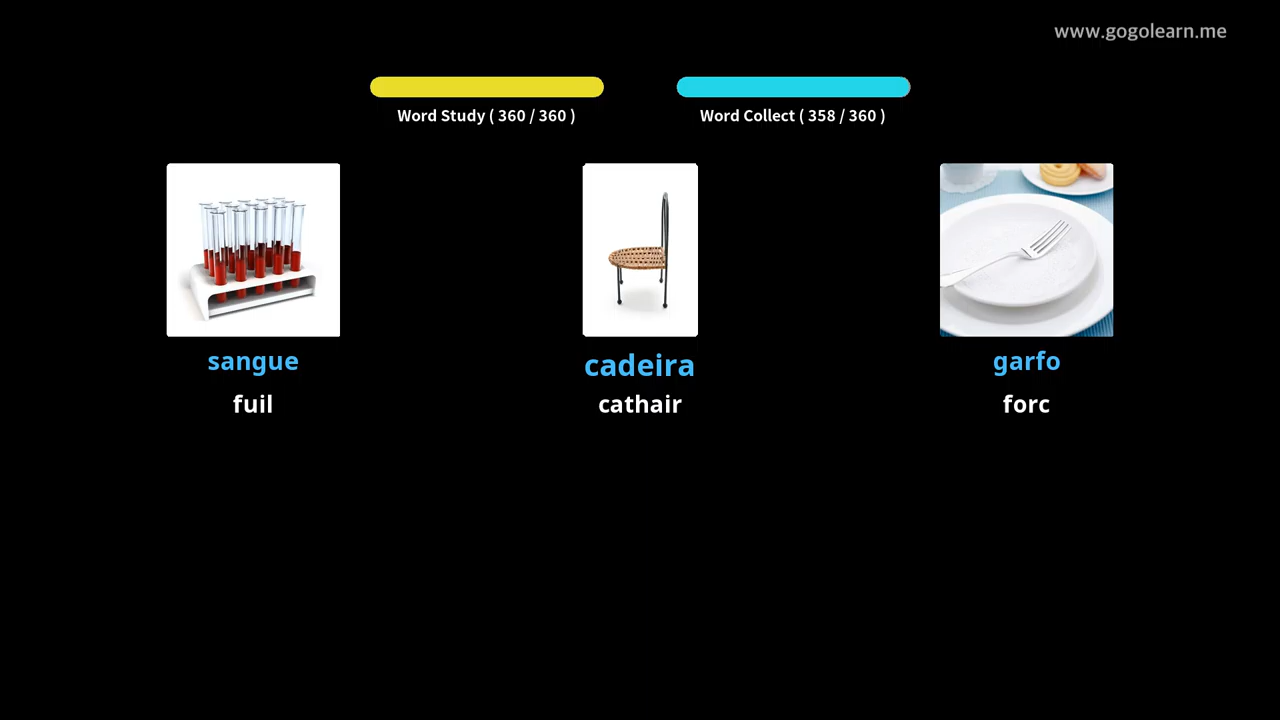 www.gogolearn.me
Word Study ( 360 / 360 )
Word Collect ( 358 / 360 )
sangue
cadeira
garfo
fuil
cathair
forc